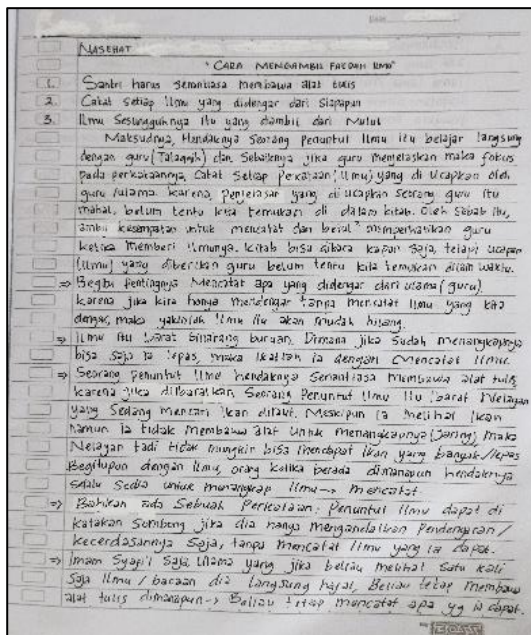 NASEHAT
"CARA MENGAMBIL FAEDAH ILMU"
1. Santri harus senantiasa membawa alat tulis
2. Catat setiap ilmu yang didengar dari siapapun
3. Ilmu sesungguhnya itu yang diambil dari mulut
Maksudnya, Hendaknya seorang penuntut ilmu itu belajar langsung
dengan guru (Talaqqih) dan sebaiknya jika guru menjelaskan maka fokus
pada perkataannya, Catat setiap perkataan (ilmu) yang di ucapkan oleh
guru /ulama. Karena, penjelasan yang di ucapkan seorang guru itu
mahal, belum tentu kita temukan di dalam kitab. Oleh sebab itu,
ambil kesempatan untuk mencatat dan betul² memperhatikan guru
ketika memberi ilmunya. Kitab bisa dibaca kapan saja, tetapi ucapan
(ilmu) yang diberikan guru belum tentu kita temukan dilain waktu.
⇒ Begitu pentingnya mencatat apa yang didengar dari ulama (guru).
karena jika kita hanya mendengar tanpa mencatat ilmu yang kita
dengar, maka yakinlah ilmu itu akan mudah hilang.
⇒ Ilmu itu ibarat binatang buruan. Dimana jika sudah menangkapnya
bisa saja ia lepas, maka ikatlah ia dengan mencatat ilmu.
⇒ Seorang penuntut ilmu hendaknya senantiasa membawa alat tulis,
karena jika diibaratkan, seorang penuntut ilmu itu ibarat Nelayan
yang sedang mencari ikan dilaut. Meskipun ia melihat ikan
namun ia tidak membawa alat untuk menangkapnya (jaring), maka
Nelayan tadi tidak mungkin bisa mendapat ikan yang banyak /lepas
Begitupun dengan ilmu, orang ketika berada dimanapun hendaknya
selalu sedia untuk menangkap ilmu → mencatat.
⇒ Bahkan ada sebuah perkataan: Penuntut ilmu dapat di
katakan sombong jika dia hanya mengandalkan pendengaran /
kecerdasannya saja, tanpa mencatat ilmu yang ia dapat.
⇒ Imam Syafi'i saja, ulama yang jika beliau melihat satu kali
saja ilmu / bacaan dia langsung hafal, Beliau tetap membawa
alat tulis dimanapun → Beliau tetap mencatat apa yg ia dapat.